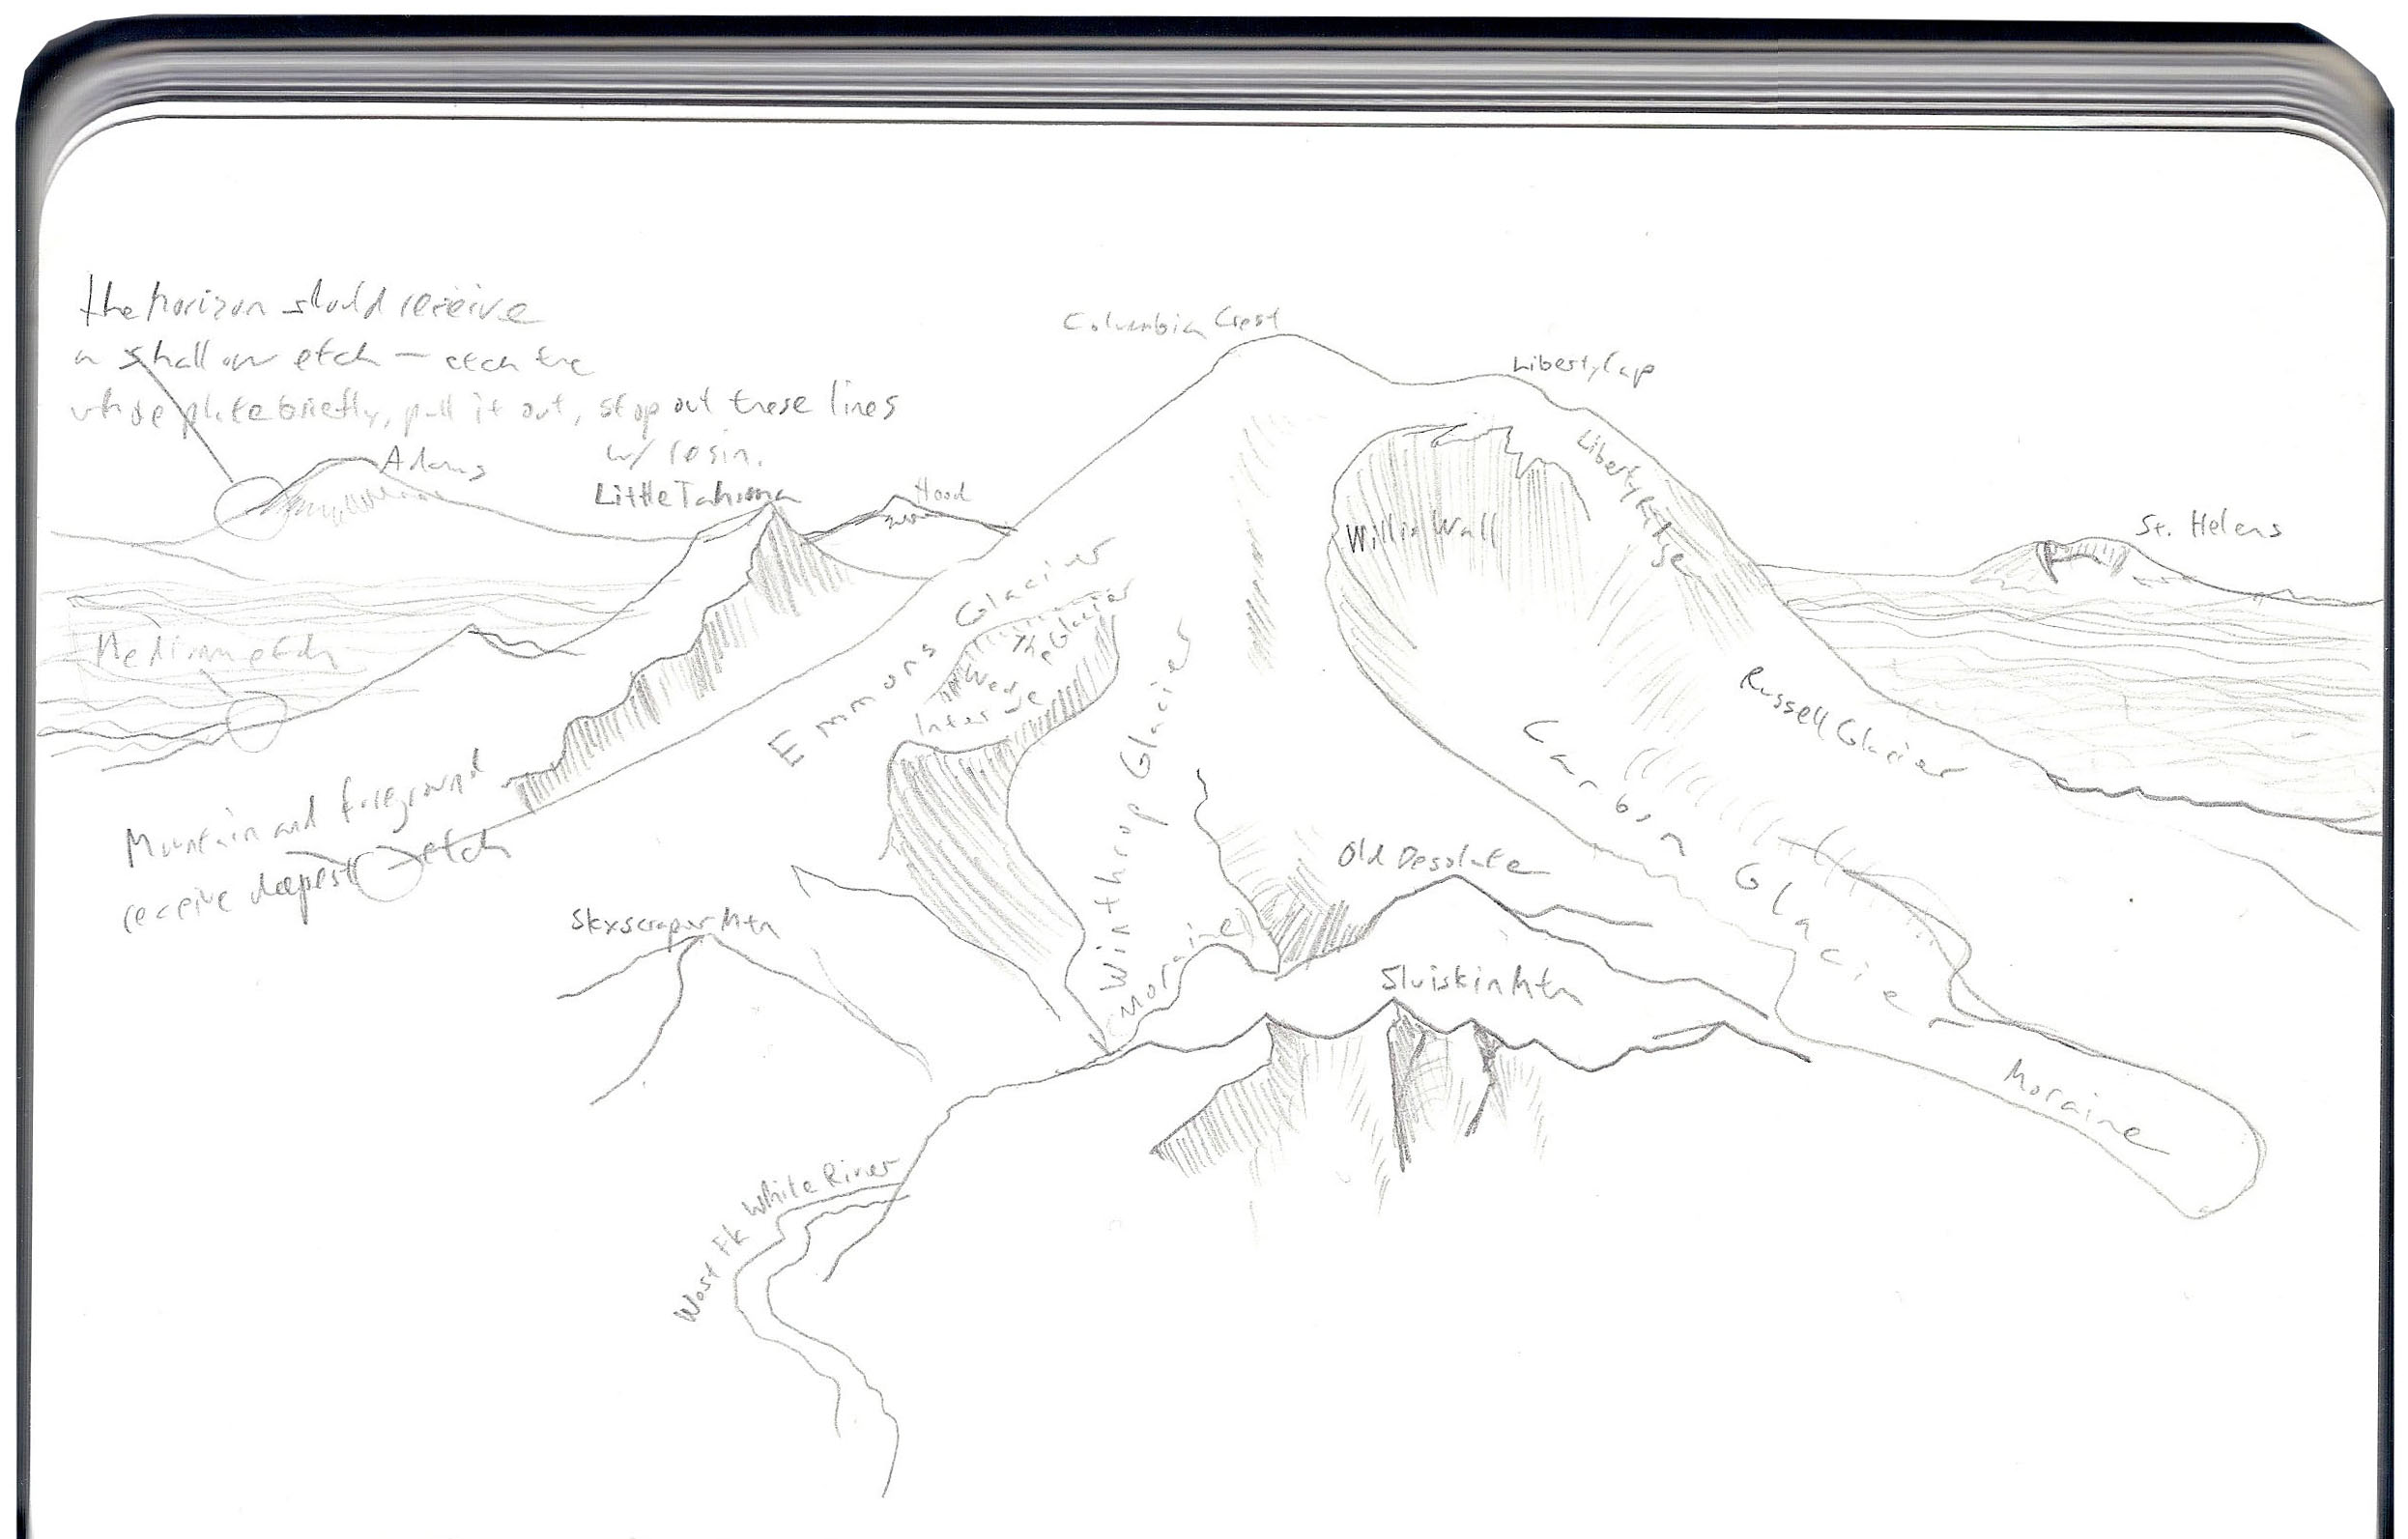 the horizon should receive
a shallow etch — etch the
whole plate briefly, pull it out, stop out these lines
w/ rosin.
Columbia Crest
Liberty Cap
Adams
Little Tahoma
Hood
Liberty Ridge
Willis Wall
St. Helens
Medium etch
Emmons Glacier
The Wedge
Inter Glacier
Winthrop Glacier
Russell Glacier
Carbon Glacier
Mountain and foreground
receive deepest etch
Old Desolate
Skyscraper Mtn
(moraine)
Sluiskin Mtn
Moraine
West Fk White River